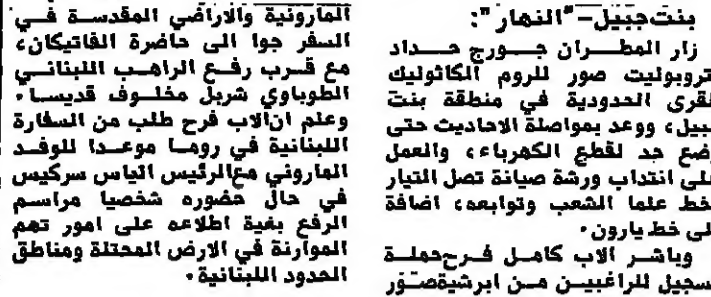 بنت جبيل – "النهار":
زار المطران جورج حداد
تروبوليت صور للروم الكاثوليك
لقرى الحدودية في منطقة بنت
جبيل، ووعد بمواصلة الاحاديث حتى
وضع حد لقطع الكهرباء، والعمل
على انتداب ورشة صيانة تصل التيار
بخط علما الشعب وتوابعه، اضافة
الى خط يارون.
وباشر الاب كامل فرح حملة
تسجيل للراغبين من ابرشية صور
المارونية والاراضي المقدسة في
السفر جوا الى حاضرة الفاتيكان،
مع قرب رفع الراهب اللبناني
الطوباوي شربل مخلوف قديسا.
وعلم ان الاب فرح طلب من السفارة
اللبنانية في روما موعدا للوفد
الماروني مع الرئيس الياس سركيس
في حال حضوره شخصيا مراسم
الرفع بغية اطلاعه على امور تهم
الموارنة في الارض المحتلة ومناطق
الحدود اللبنانية.